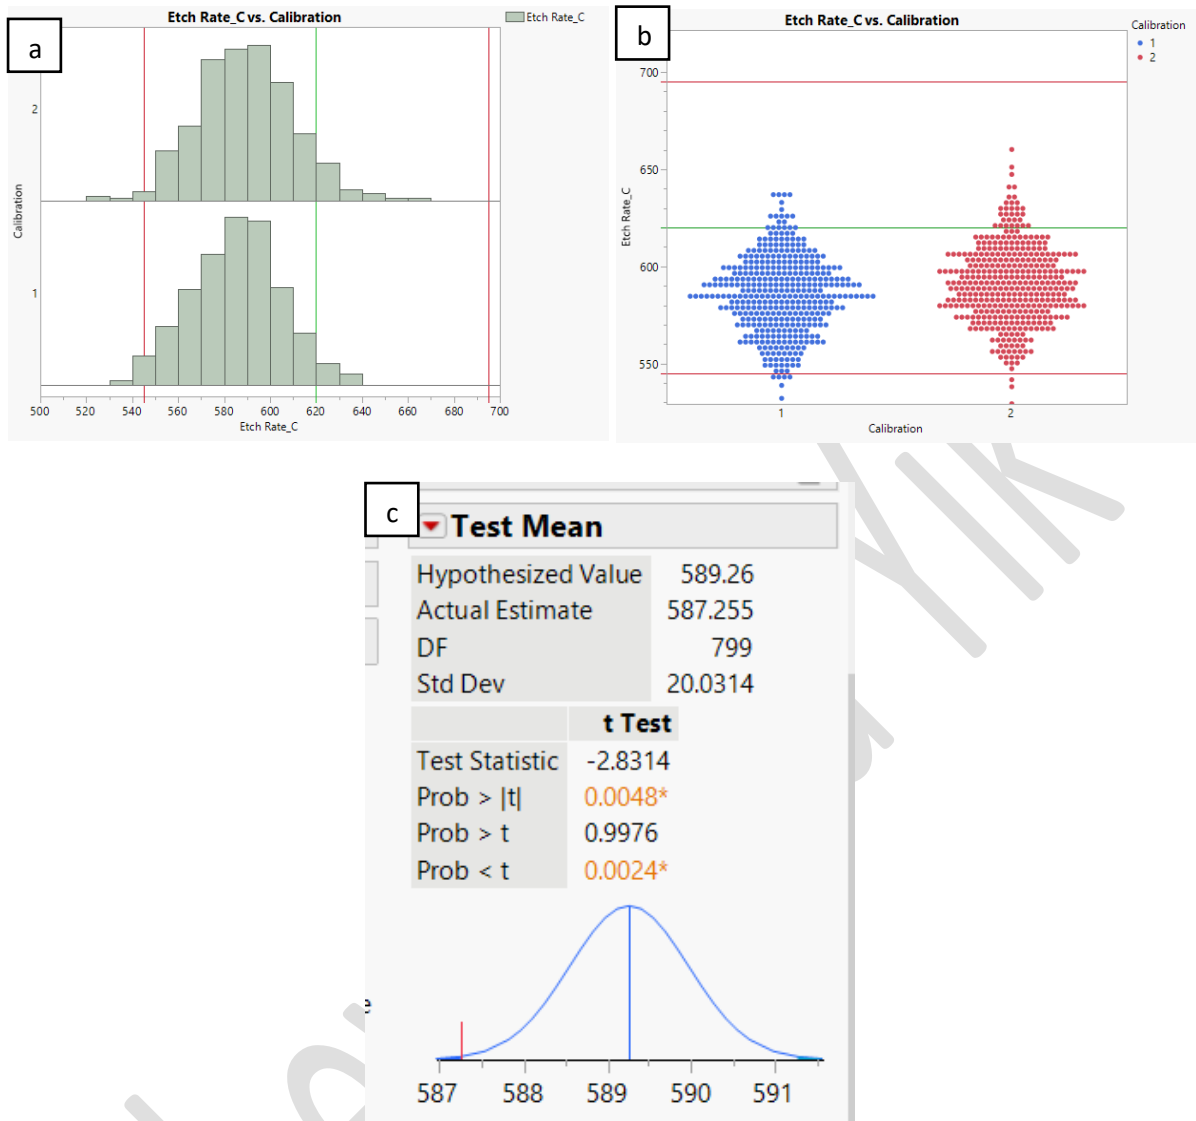 a
Etch Rate_C vs. Calibration
Etch Rate_C
2
1
Calibration
500 520 540 560 580 600 620 640 660 680 700
Etch Rate_C
b
Etch Rate_C vs. Calibration
Calibration
1
2
700
650
600
550
Etch Rate_C
1 2
Calibration
c
Test Mean
Hypothesized Value 589.26
Actual Estimate 587.255
DF 799
Std Dev 20.0314
t Test
Test Statistic -2.8314
Prob > |t| 0.0048*
Prob > t 0.9976
Prob < t 0.0024*
587 588 589 590 591